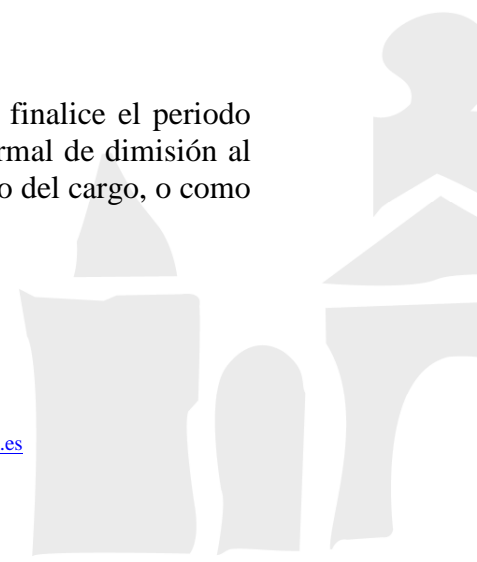 finalice el periodo
rmal de dimisión al
o del cargo, o como
.es